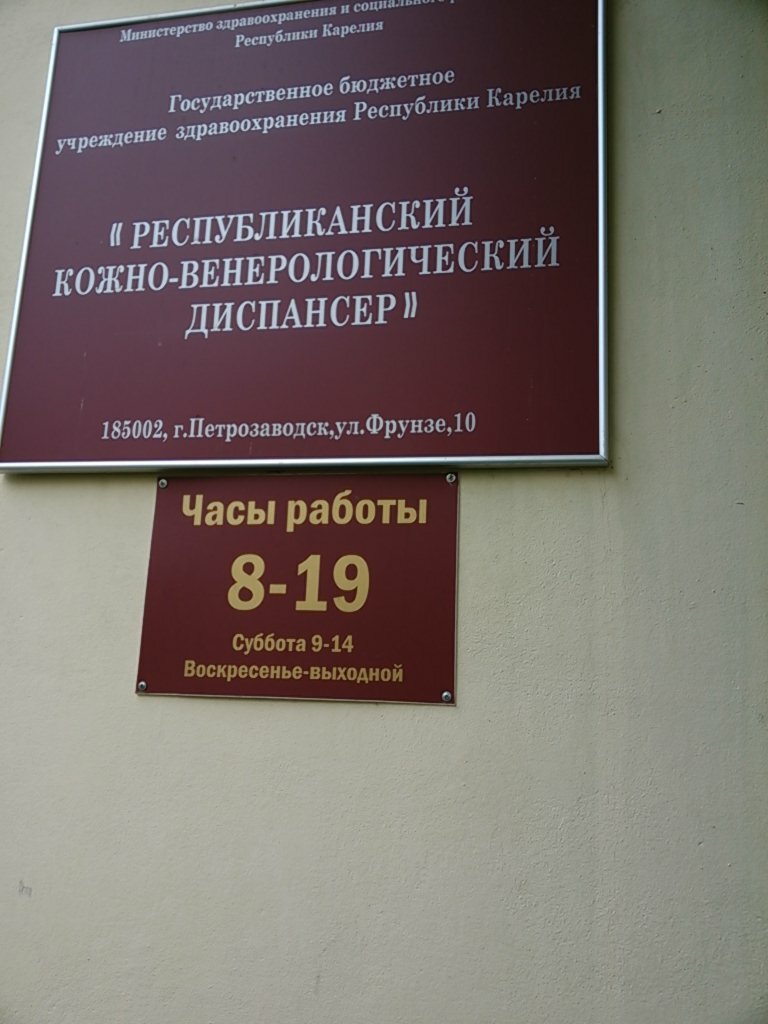 Министерство здравоохранения и социального
Республики Карелия
Государственное бюджетное
учреждение здравоохранения Республики Карелия
«РЕСПУБЛИКАНСКИЙ
КОЖНО-ВЕНЕРОЛОГИЧЕСКИЙ
ДИСПАНСЕР»
185002, г.Петрозаводск,ул.Фрунзе,10
Часы работы
8-19
Суббота 9-14
Воскресенье-выходной